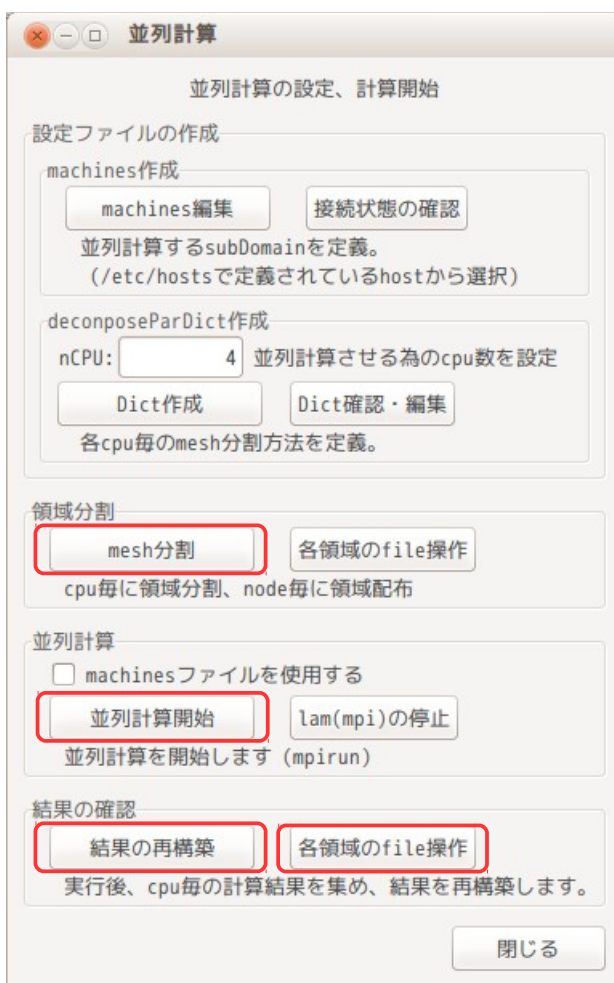 並列計算
並列計算の設定、計算開始
設定ファイルの作成
machines作成
machines編集 接続状態の確認
並列計算するsubDomainを定義。
(/etc/hostsで定義されているhostから選択)
deconposeParDict作成
nCPU: 4 並列計算させる為のcpu数を設定
Dict作成 Dict確認・編集
各cpu毎のmesh分割方法を定義。
領域分割
mesh分割 各領域のfile操作
cpu毎に領域分割、node毎に領域配布
並列計算
machinesファイルを使用する
並列計算開始 lam(mpi)の停止
並列計算を開始します (mpirun)
結果の確認
結果の再構築 各領域のfile操作
実行後、cpu毎の計算結果を集め、結果を再構築します。
閉じる